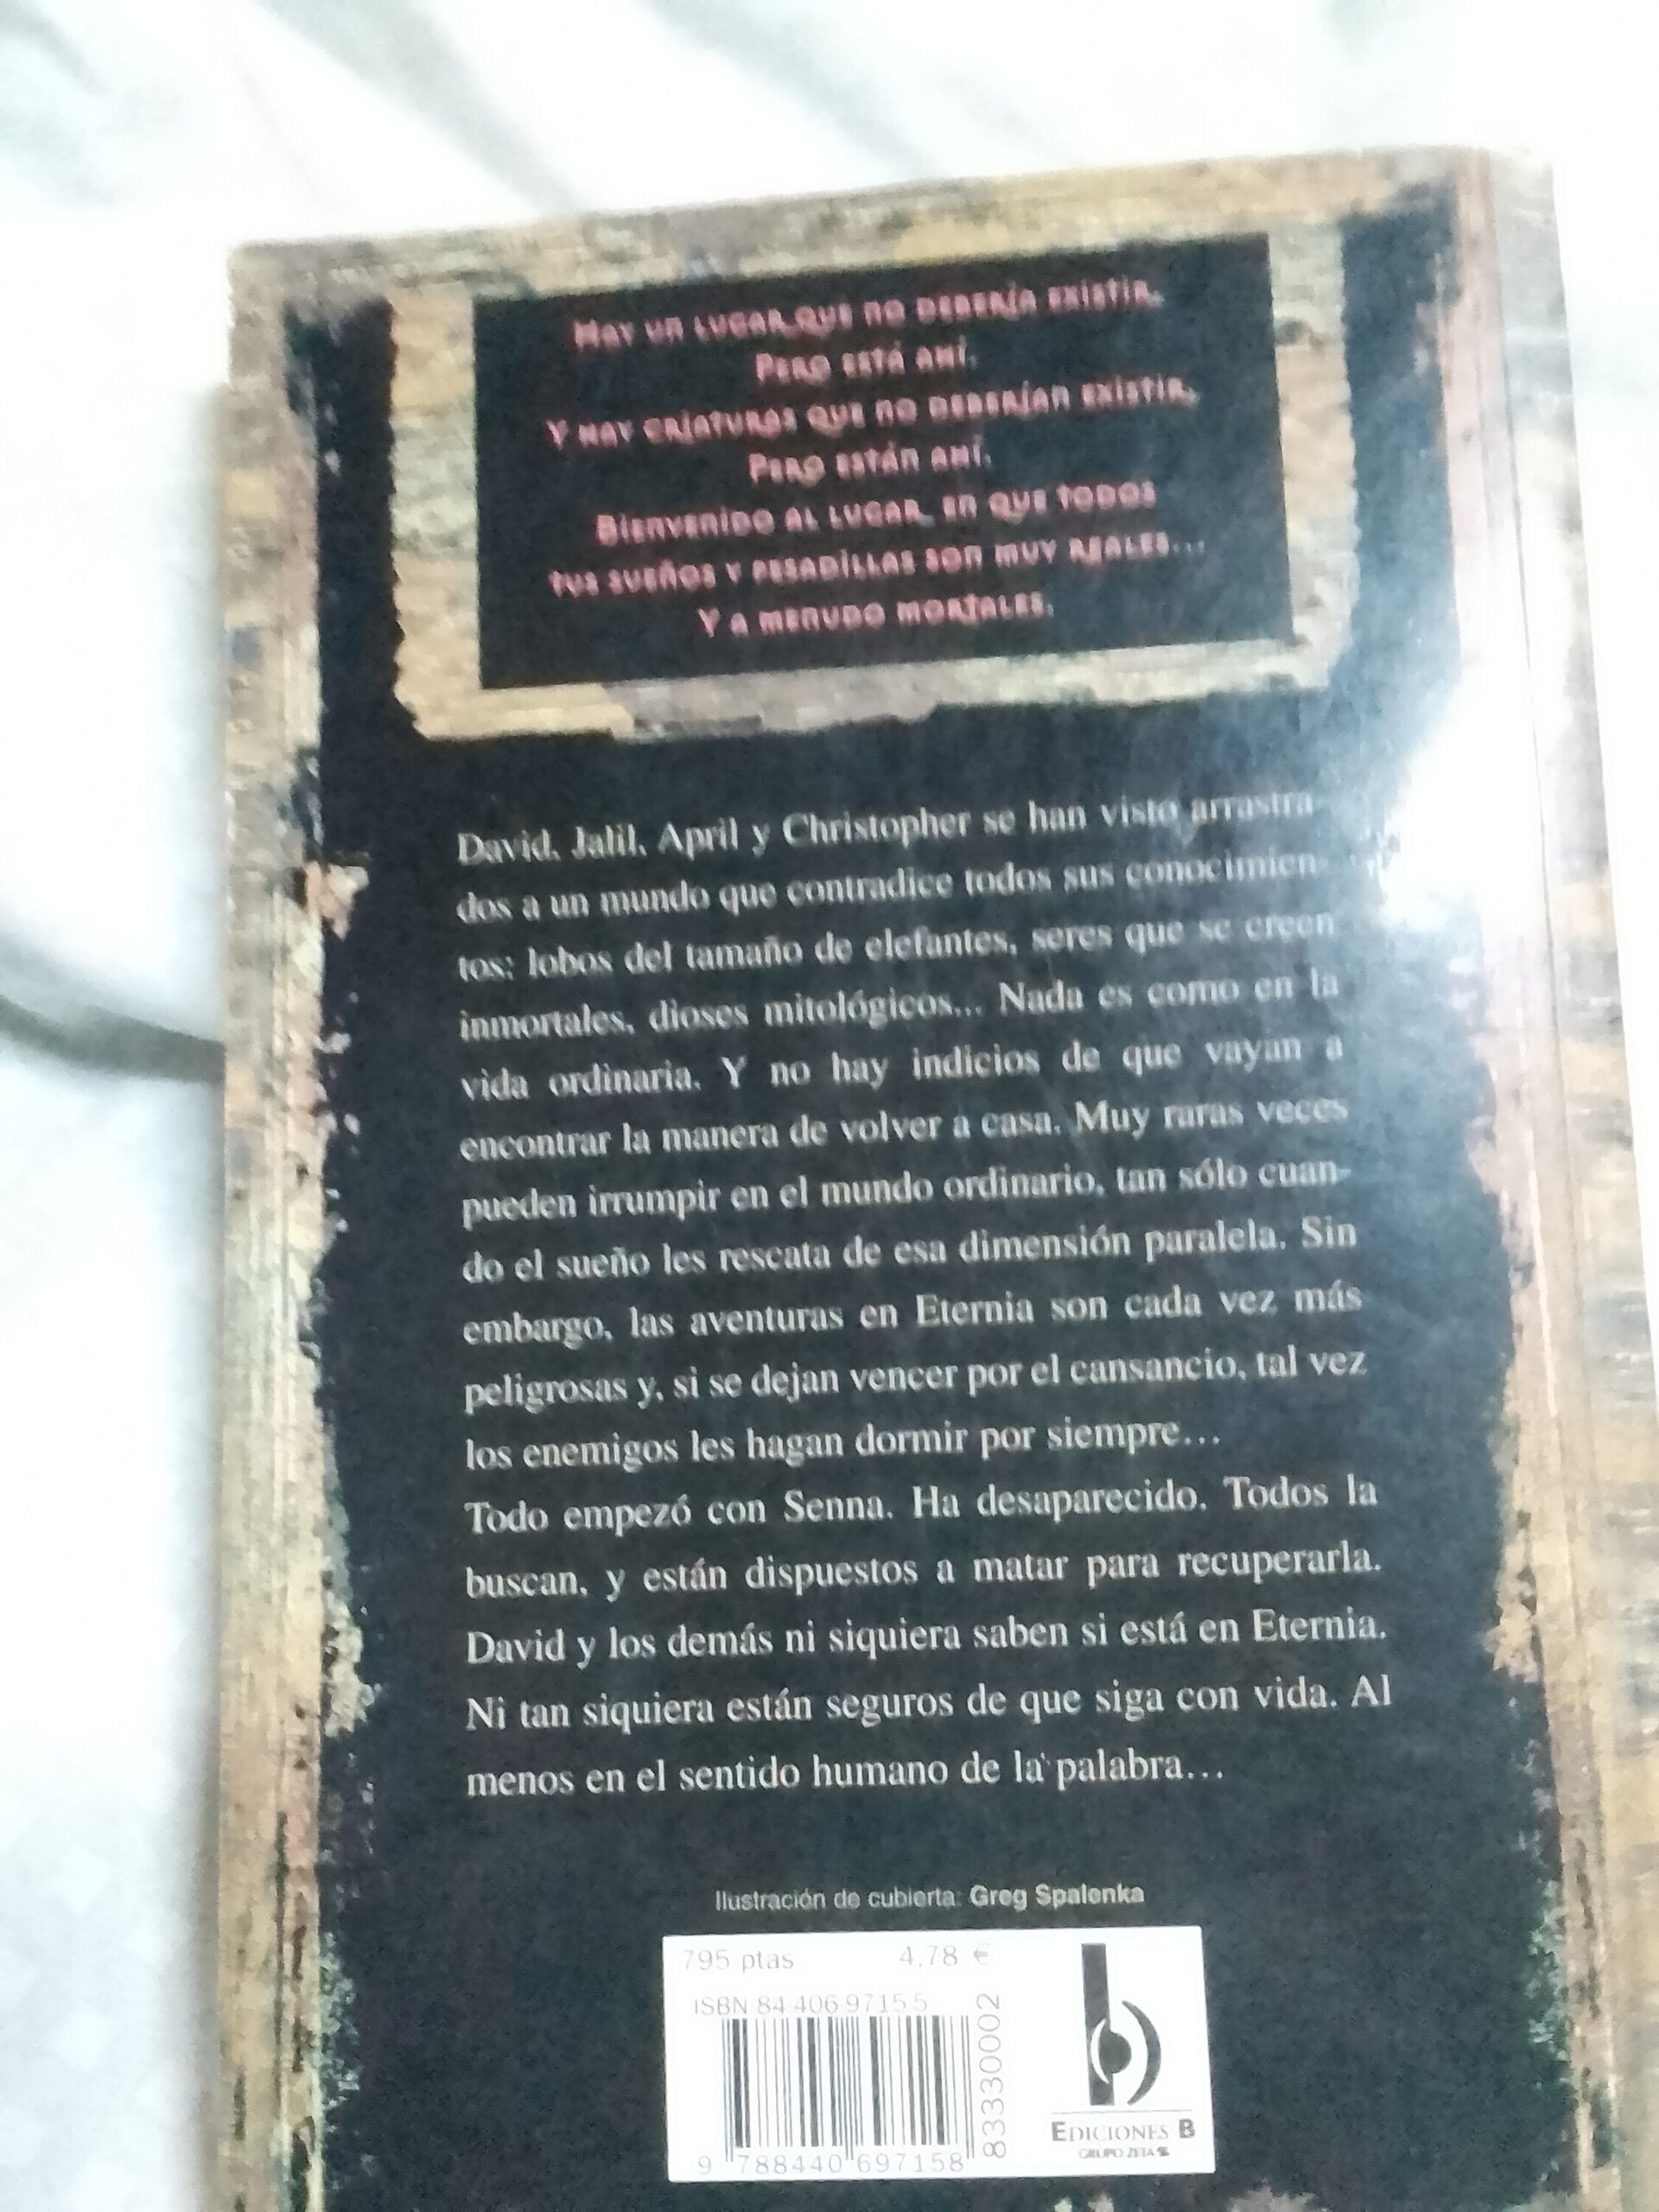 Hay un lugar que no debería existir.
Pero está ahí.
Y hay criaturas que no deberían existir.
Pero están ahí.
Bienvenido al lugar en que todos
tus sueños y pesadillas son muy reales...
Y a menudo mortales.
David, Jalil, April y Christopher se han visto arrastra-
dos a un mundo que contradice todos sus conocimien-
tos: lobos del tamaño de elefantes, seres que se creen
inmortales, dioses mitológicos... Nada es como en la
vida ordinaria. Y no hay indicios de que vayan a
encontrar la manera de volver a casa. Muy raras veces
pueden irrumpir en el mundo ordinario, tan sólo cuan-
do el sueño les rescata de esa dimensión paralela. Sin
embargo, las aventuras en Eternia son cada vez más
peligrosas y, si se dejan vencer por el cansancio, tal vez
los enemigos les hagan dormir por siempre...
Todo empezó con Senna. Ha desaparecido. Todos la
buscan, y están dispuestos a matar para recuperarla.
David y los demás ni siquiera saben si está en Eternia.
Ni tan siquiera están seguros de que siga con vida. Al
menos en el sentido humano de la palabra...
Ilustración de cubierta: Greg Spalenka
795 ptas 4,78 €
ISBN 84-406-9715-5
9 788440 697158
83330002
EDICIONES B
GRUPO ZETA